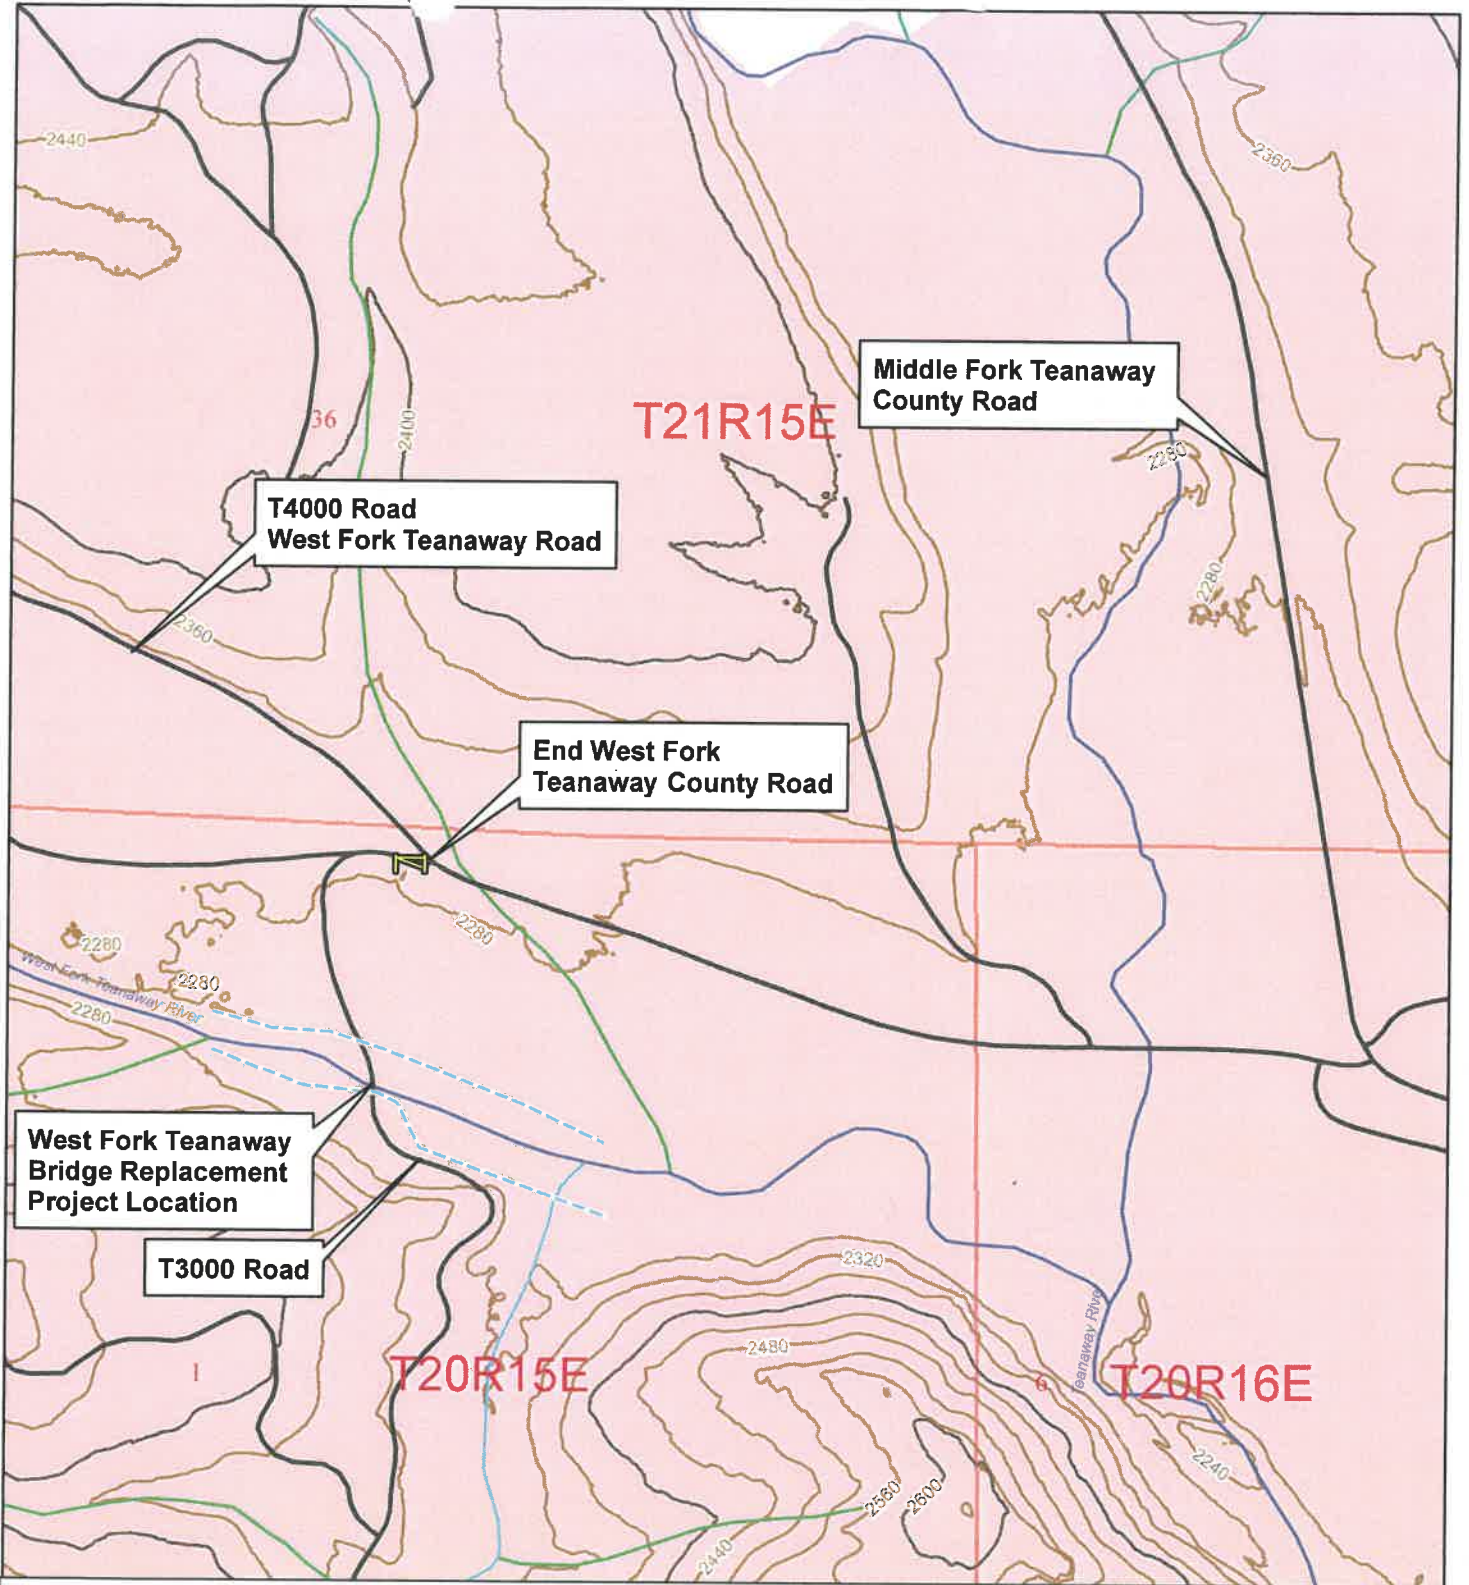 2440
2360
Middle Fork Teanaway
County Road
36
2400
T21R15E
2280
T4000 Road
West Fork Teanaway Road
2280
2360
End West Fork
Teanaway County Road
2280
2280
2280
West Fork Teanaway River
2280
West Fork Teanaway
Bridge Replacement
Project Location
T3000 Road
2320
Teanaway River
2480
1
T20R15E
6
T20R16E
2240
2560
2600
2440